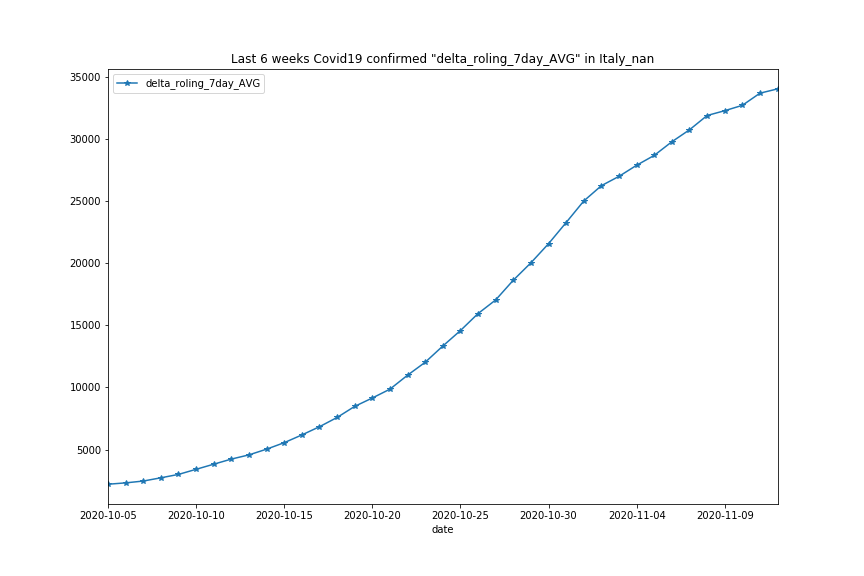 Last 6 weeks Covid19 confirmed "delta_roling_7day_AVG" in Italy_nan
delta_roling_7day_AVG
35000
30000
25000
20000
15000
10000
5000
2020-10-05 2020-10-10 2020-10-15 2020-10-20 2020-10-25 2020-10-30 2020-11-04 2020-11-09
date